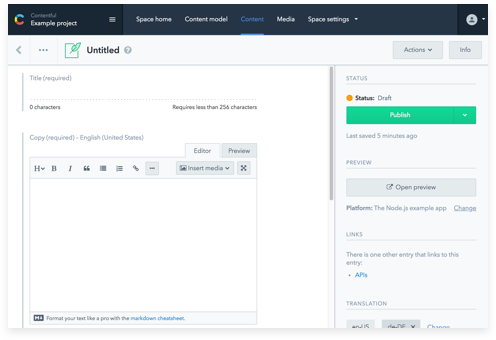 Contentful
Example project
Space home
Content model
Content
Media
Space settings
Untitled
Actions
Info
Title (required)
0 characters
Requires less than 256 characters
Copy (required) - English (United States)
Editor
Preview
H
B
I
Insert media
Format your text like a pro with the markdown cheatsheet.
STATUS
Status: Draft
Publish
Last saved 5 minutes ago
PREVIEW
Open preview
Platform: The Node.js example app
Change
LINKS
There is one other entry that links to this
entry:
• APIs
TRANSLATION
en-US
de-DE
Change